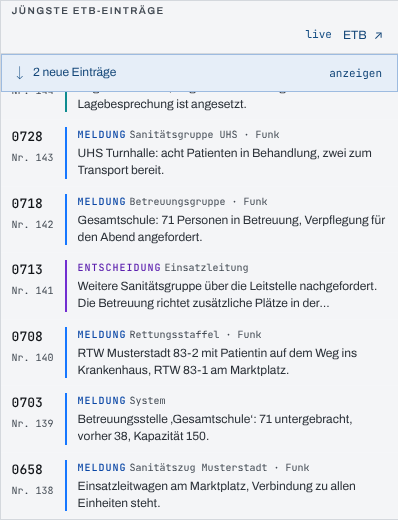 JÜNGSTE ETB-EINTRÄGE
live ETB ↗
↓ 2 neue Einträge anzeigen
Nr. 144
Lagebesprechung ist angesetzt.
0728 MELDUNG Sanitätsgruppe UHS · Funk
Nr. 143 UHS Turnhalle: acht Patienten in Behandlung, zwei zum
Transport bereit.
0718 MELDUNG Betreuungsgruppe · Funk
Nr. 142 Gesamtschule: 71 Personen in Betreuung, Verpflegung für
den Abend angefordert.
0713 ENTSCHEIDUNG Einsatzleitung
Nr. 141 Weitere Sanitätsgruppe über die Leitstelle nachgefordert.
Die Betreuung richtet zusätzliche Plätze in der…
0708 MELDUNG Rettungsstaffel · Funk
Nr. 140 RTW Musterstadt 83-2 mit Patientin auf dem Weg ins
Krankenhaus, RTW 83-1 am Marktplatz.
0703 MELDUNG System
Nr. 139 Betreuungsstelle ‚Gesamtschule‘: 71 untergebracht,
vorher 38, Kapazität 150.
0658 MELDUNG Sanitätszug Musterstadt · Funk
Nr. 138 Einsatzleitwagen am Marktplatz, Verbindung zu allen
Einheiten steht.